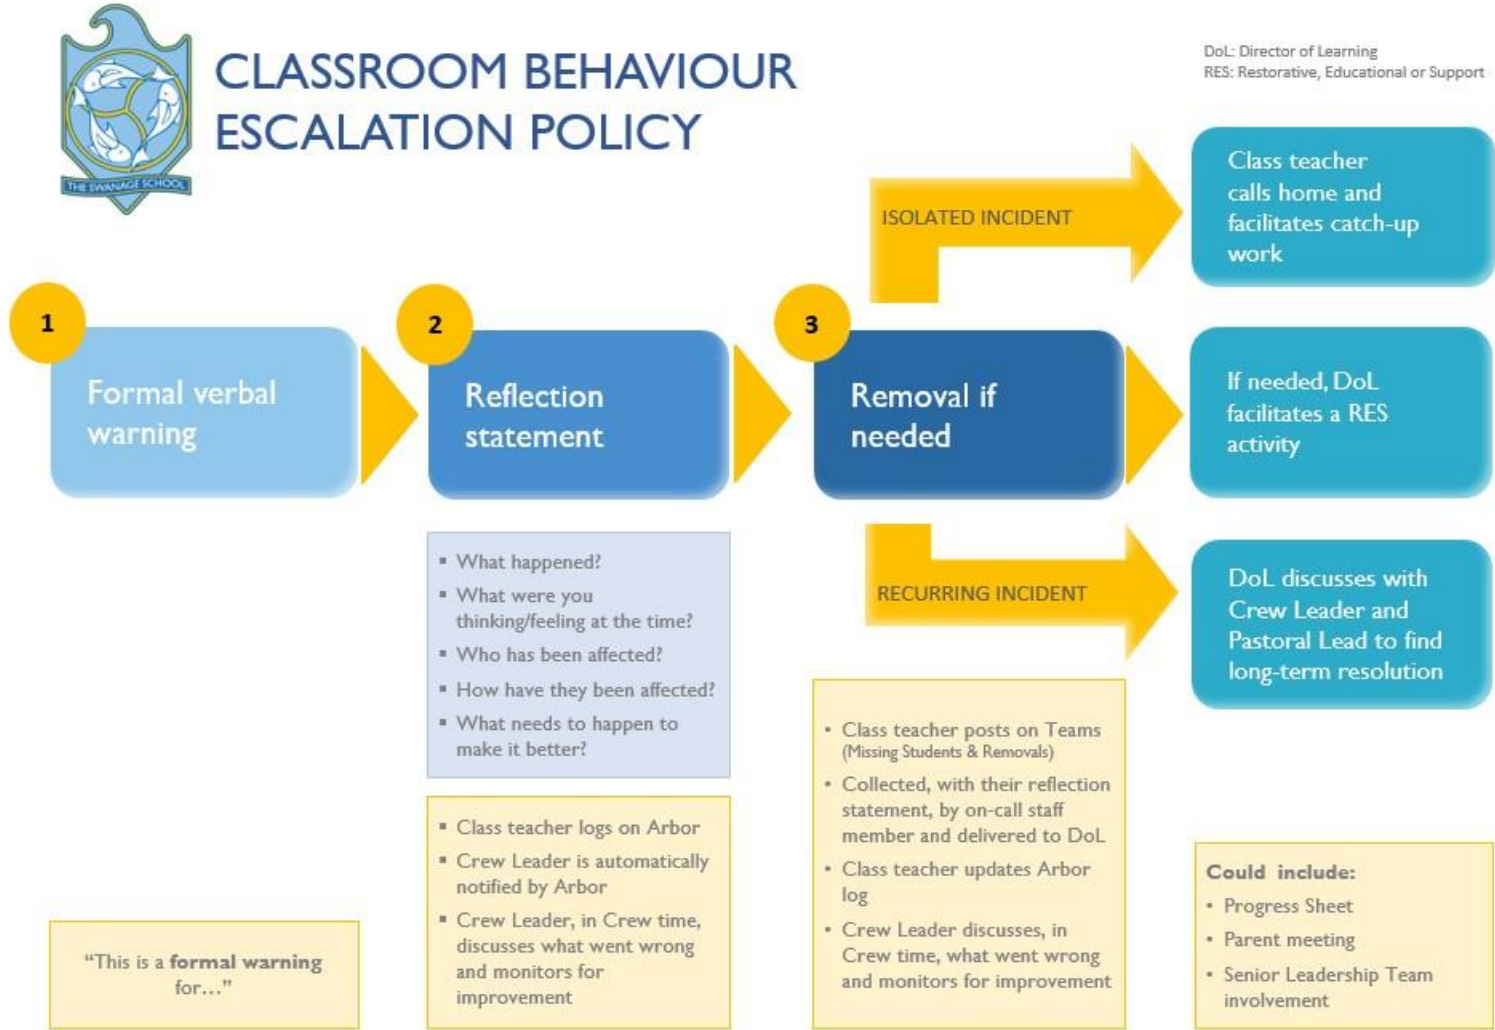 THE SWANAGE SCHOOL
CLASSROOM BEHAVIOUR
ESCALATION POLICY
DoL: Director of Learning
RES: Restorative, Educational or Support
ISOLATED INCIDENT
Class teacher
calls home and
facilitates catch-up
work
1
Formal verbal
warning
2
Reflection
statement
3
Removal if
needed
If needed, DoL
facilitates a RES
activity
RECURRING INCIDENT
DoL discusses with
Crew Leader and
Pastoral Lead to find
long-term resolution
“This is a formal warning
for…”
▪ What happened?
▪ What were you
thinking/feeling at the time?
▪ Who has been affected?
▪ How have they been affected?
▪ What needs to happen to
make it better?
▪ Class teacher logs on Arbor
▪ Crew Leader is automatically
notified by Arbor
▪ Crew Leader, in Crew time,
discusses what went wrong
and monitors for
improvement
• Class teacher posts on Teams
(Missing Students & Removals)
• Collected, with their reflection
statement, by on-call staff
member and delivered to DoL
• Class teacher updates Arbor
log
• Crew Leader discusses, in
Crew time, what went wrong
and monitors for improvement
Could include:
• Progress Sheet
• Parent meeting
• Senior Leadership Team
involvement